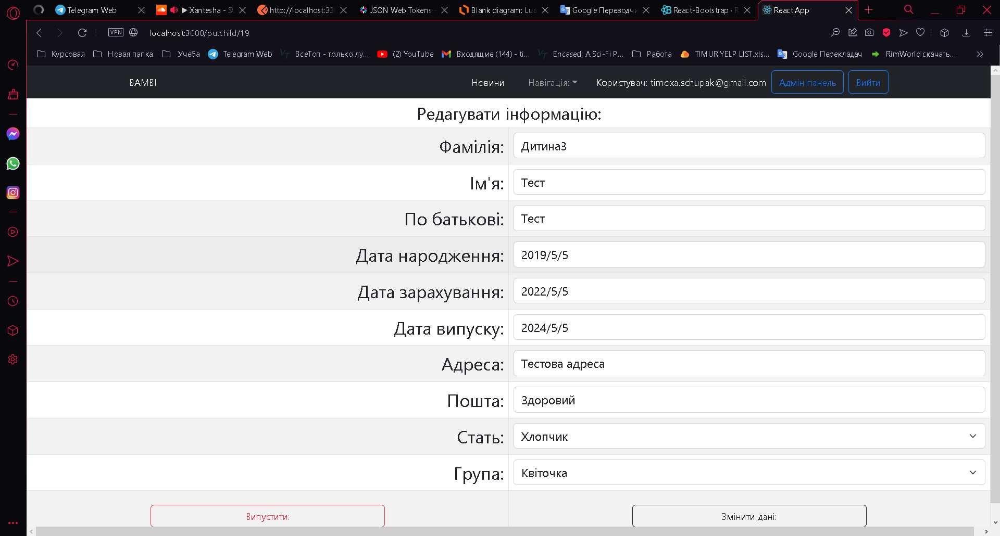 Telegram Web
Xantesha - S
http://localhost:33
JSON Web Tokens
Blank diagram: Luc
Google Переводчи
React-Bootstrap · R
React App
VPN
localhost:3000/putchild/19
Курсовая
Новая папка
Учеба
Telegram Web
ВсеТоп - только лу...
(2) YouTube
Входящие (144) - ti...
Encased: A Sci-Fi P...
Работа
TIMUR YELP LIST.xls...
Google Перекладач
RimWorld скачать...
BAMBI
Новини
Навігація:
Користувач: timoxa.schupak@gmail.com
Адмін панель
Вийти
Редагувати інформацію:
Фамілія: Дитина3
Ім'я: Тест
По батькові: Тест
Дата народження: 2019/5/5
Дата зарахування: 2022/5/5
Дата випуску: 2024/5/5
Адреса: Тестова адреса
Пошта: Здоровий
Стать: Хлопчик
Група: Квіточка
Випустити:
Змінити дані: